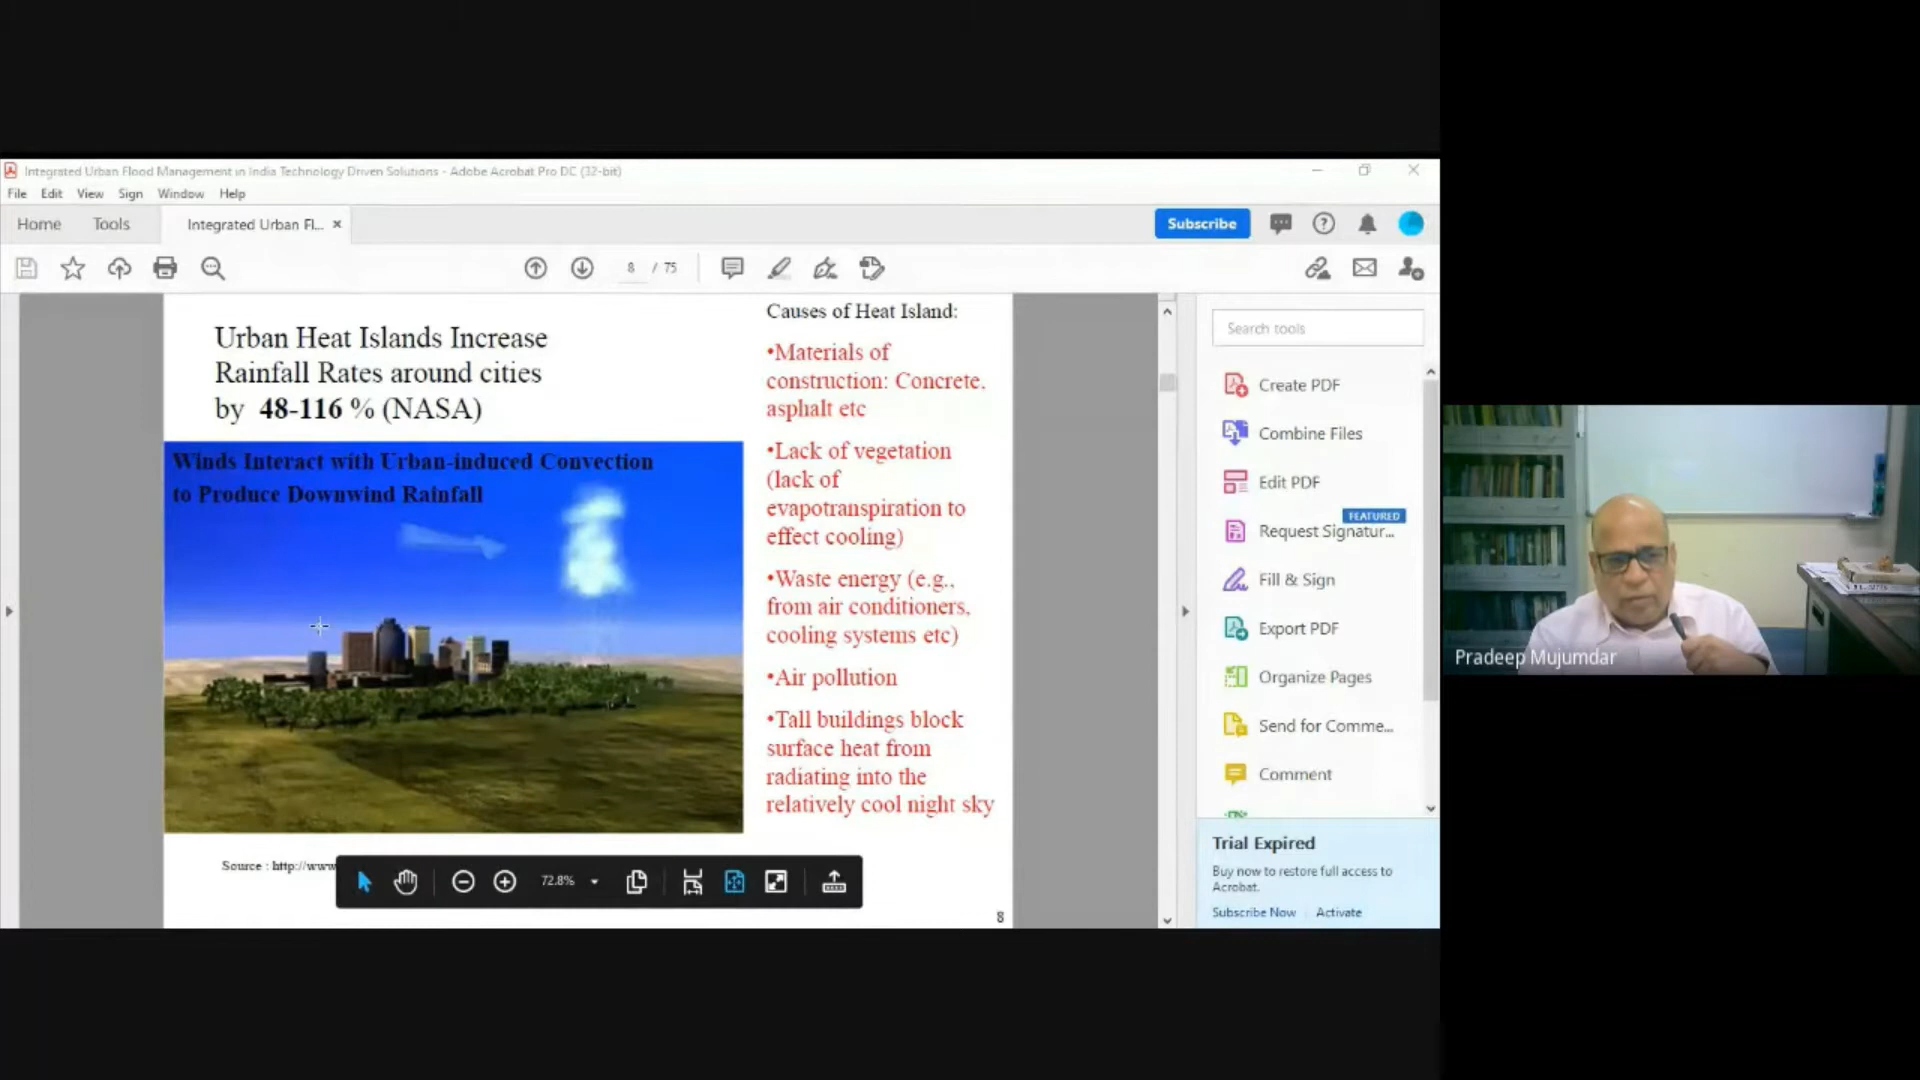 Integrated Urban Flood Management in India Technology Driven Solutions - Adobe Acrobat Pro DC (32-bit)
File Edit View Sign Window Help
Home Tools Integrated Urban Fl... ×
Subscribe
8 / 75
Urban Heat Islands Increase
Rainfall Rates around cities
by 48-116 % (NASA)
Winds Interact with Urban-induced Convection
to Produce Downwind Rainfall
Source : http://www
Causes of Heat Island:
•Materials of
construction: Concrete,
asphalt etc
•Lack of vegetation
(lack of
evapotranspiration to
effect cooling)
•Waste energy (e.g.,
from air conditioners,
cooling systems etc)
•Air pollution
•Tall buildings block
surface heat from
radiating into the
relatively cool night sky
8
72.8%
Search tools
Create PDF
Combine Files
Edit PDF
FEATURED
Request Signatur...
Fill & Sign
Export PDF
Organize Pages
Send for Comme...
Comment
Trial Expired
Buy now to restore full access to
Acrobat.
Subscribe Now Activate
Pradeep Mujumdar